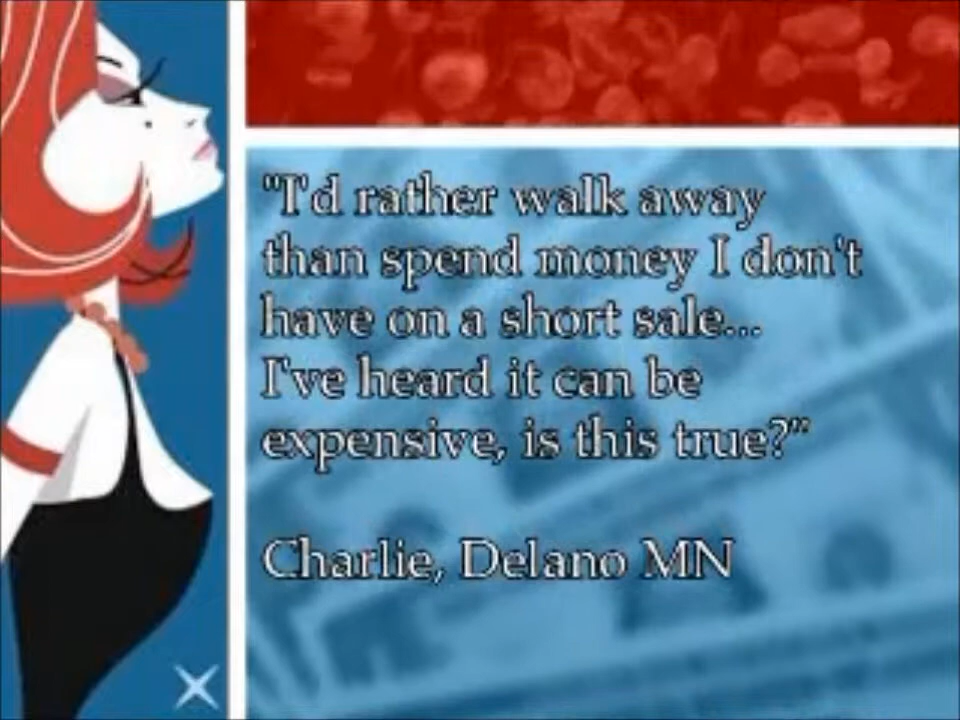 "I'd rather walk away
than spend money I don't
have on a short sale...
I've heard it can be
expensive, is this true?”
Charlie, Delano MN